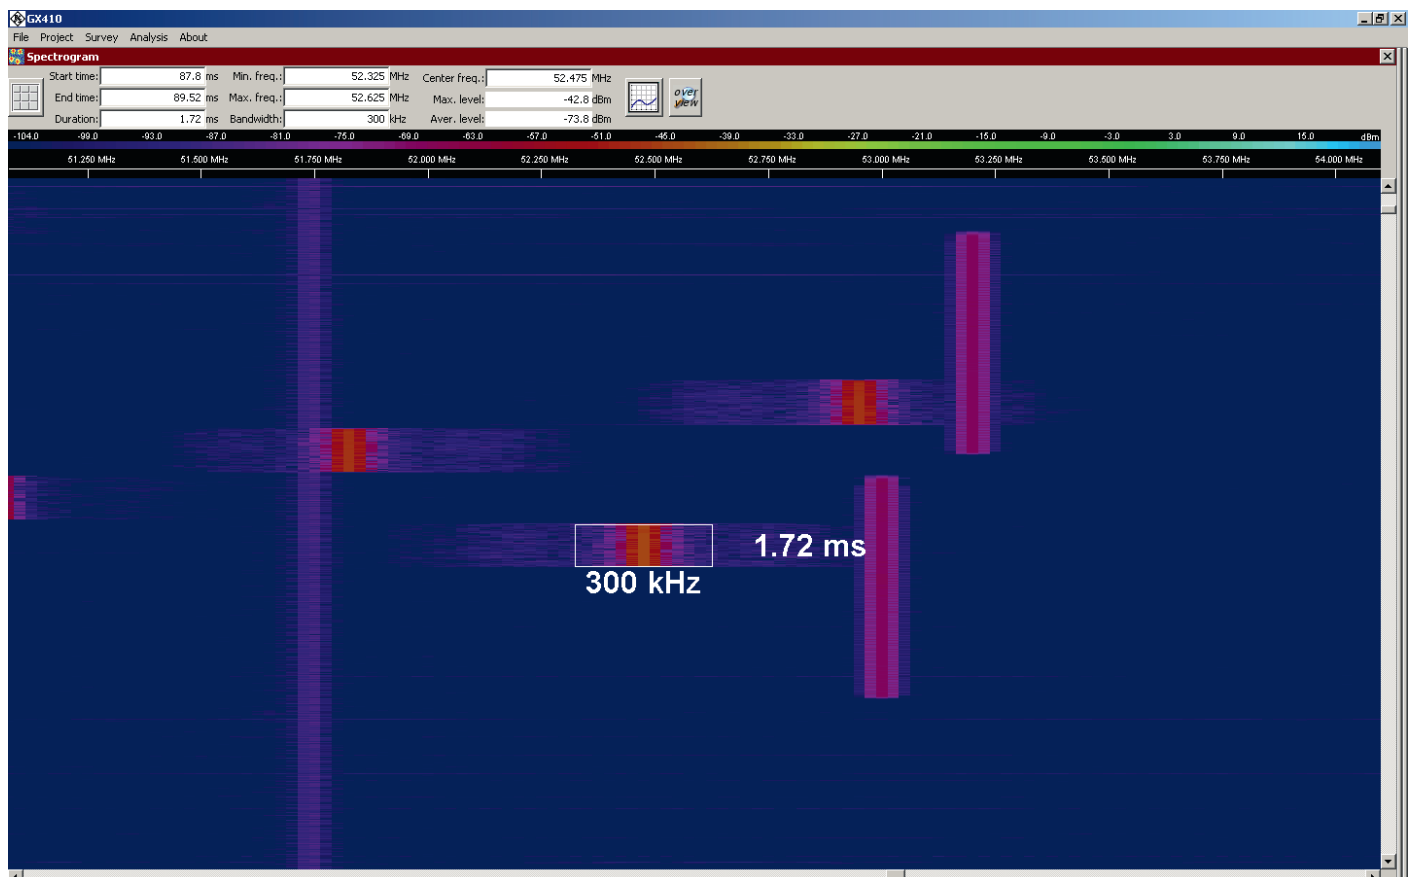 GX410
File Project Survey Analysis About
Spectrogram
Start time: 87.8 ms Min. freq.: 52.325 MHz Center freq.: 52.475 MHz
End time: 89.52 ms Max. freq.: 52.625 MHz Max. level: -42.8 dBm
Duration: 1.72 ms Bandwidth: 300 kHz Aver. level: -73.8 dBm
over view
-104.0 -99.0 -93.0 -87.0 -81.0 -75.0 -69.0 -63.0 -57.0 -51.0 -45.0 -39.0 -33.0 -27.0 -21.0 -15.0 -9.0 -3.0 3.0 9.0 15.0 dBm
51.250 MHz 51.500 MHz 51.750 MHz 52.000 MHz 52.250 MHz 52.500 MHz 52.750 MHz 53.000 MHz 53.250 MHz 53.500 MHz 53.750 MHz 54.000 MHz
1.72 ms
300 kHz